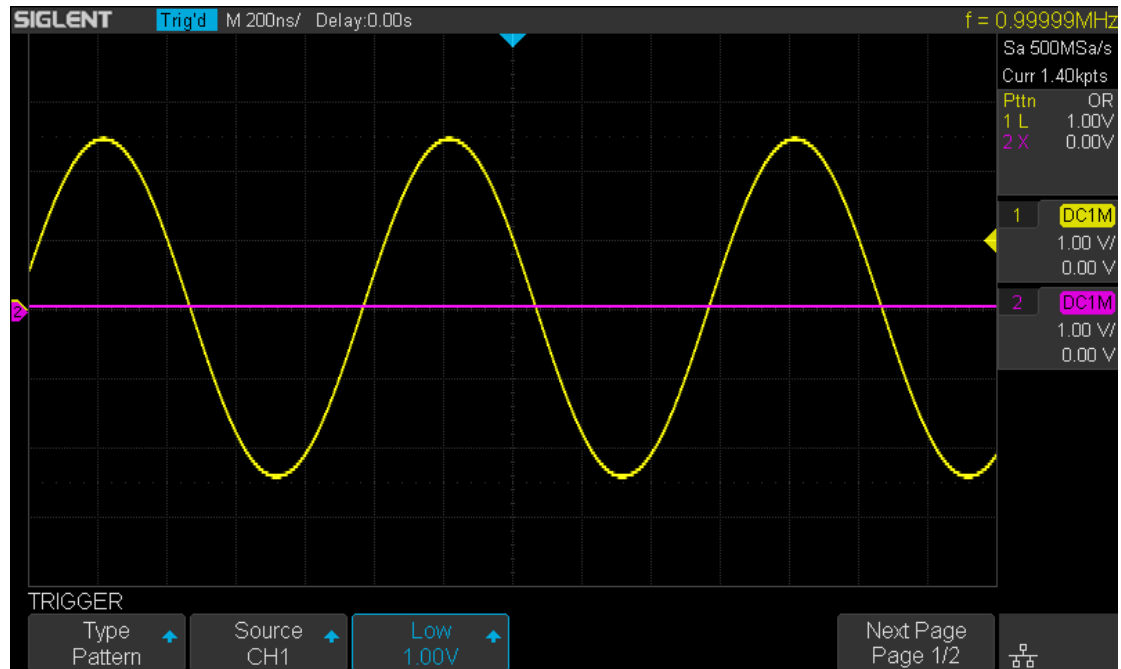 SIGLENT Trig'd M 200ns/ Delay:0.00s f = 0.99999MHz
Sa 500MSa/s
Curr 1.40kpts
Pttn OR
1 L 1.00V
2 X 0.00V
1 DC1M
1.00 V/
0.00 V
2 DC1M
1.00 V/
0.00 V
2
TRIGGER
Type Source Low Next Page
Pattern CH1 1.00V Page 1/2